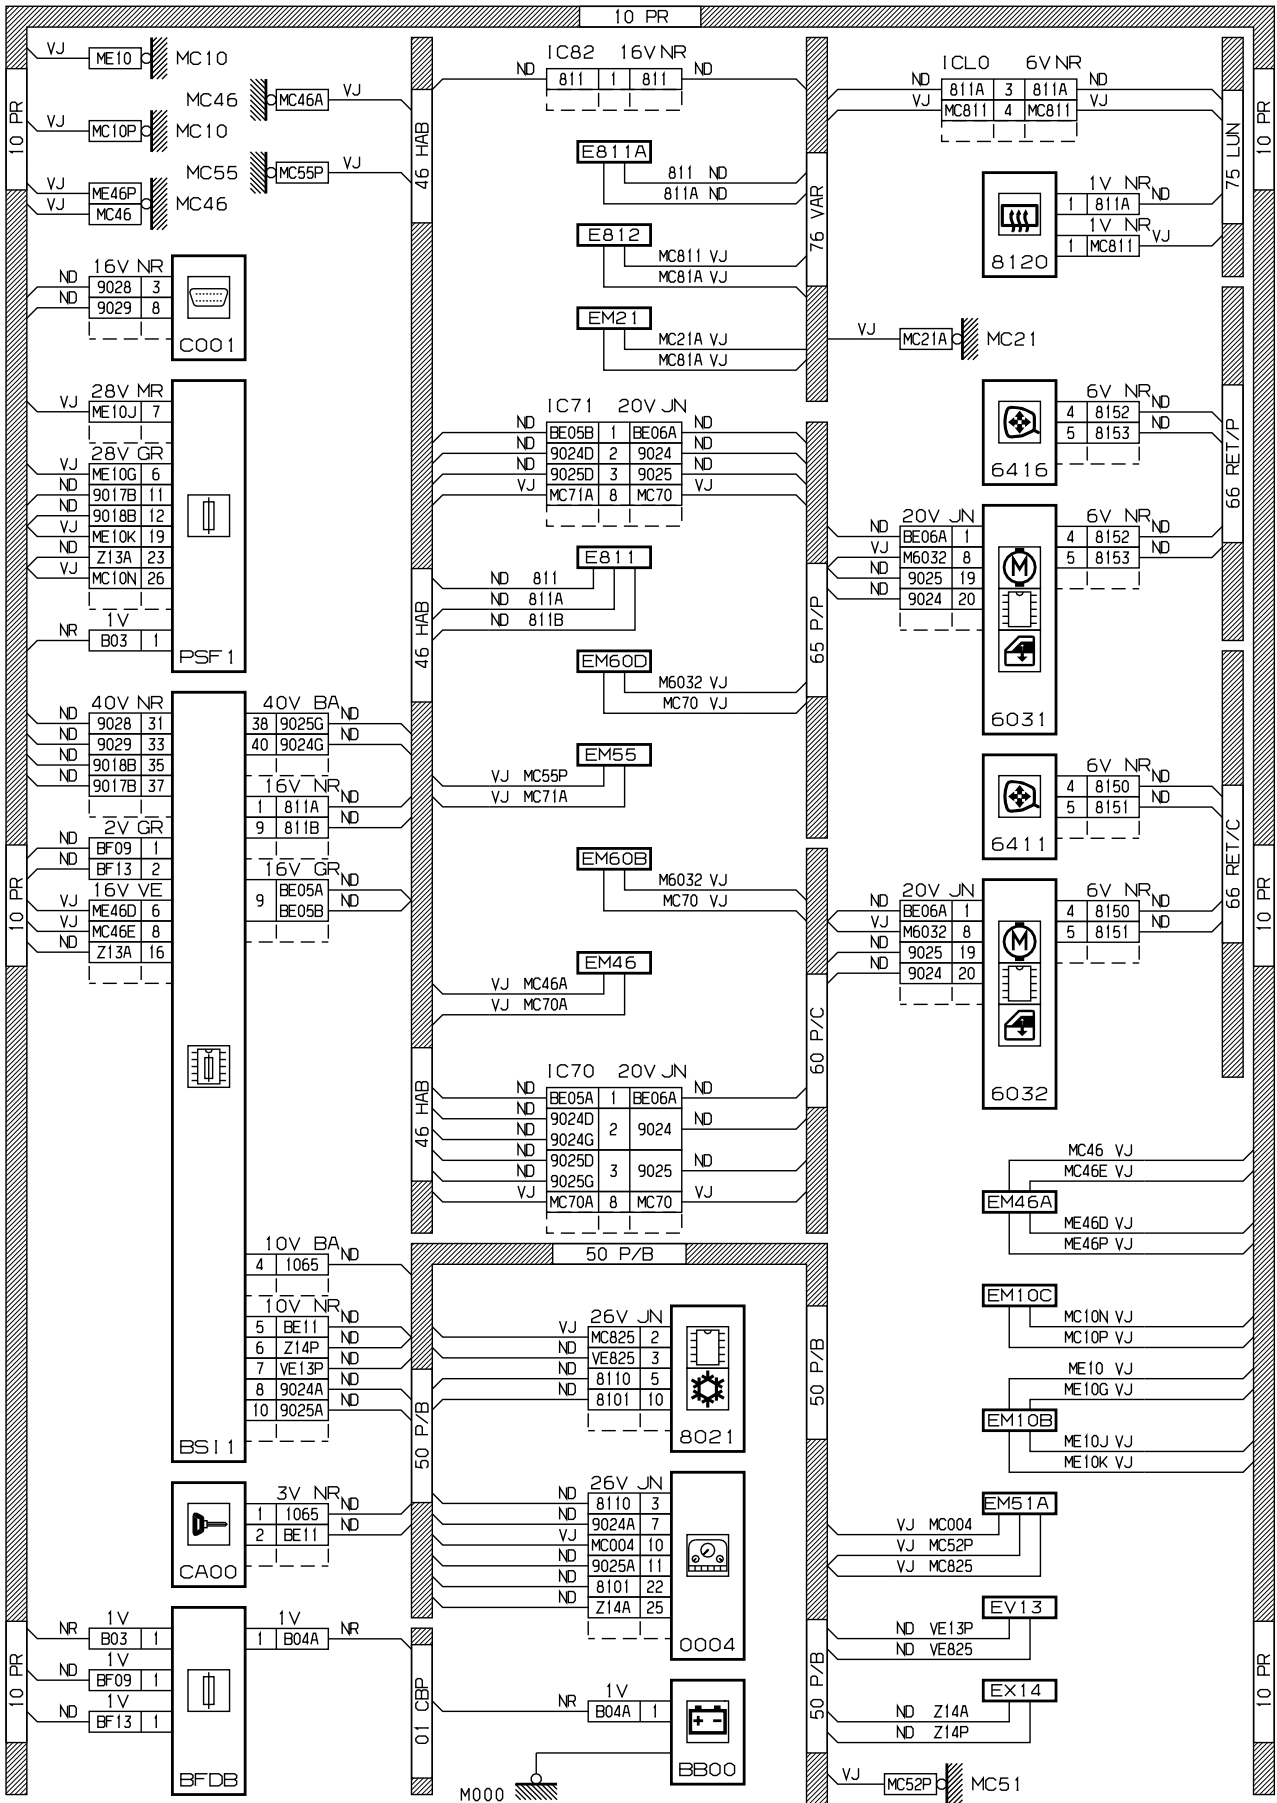 10 PR
10 PR
10 PR
10 PR
10 PR
10 PR
10 PR
VJ ME10 MC10
MC46 MC46A VJ
VJ MC10P MC10
MC55 MC55P VJ
VJ ME46P
VJ MC46
MC46
46 HAB
16V NR
ND 9028 3
ND 9029 8
C001
28V MR
VJ ME10J 7
28V GR
VJ ME10G 6
ND 9017B 11
ND 9018B 12
VJ ME10K 19
ND Z13A 23
VJ MC10N 26
1V
NR B03 1
PSF1
40V NR
ND 9028 31
ND 9029 33
ND 9018B 35
ND 9017B 37
2V GR
ND BF09 1
ND BF13 2
16V VE
VJ ME46D 6
VJ MC46E 8
ND Z13A 16
40V BA
38 9025G ND
40 9024G ND
16V NR
1 811A ND
9 811B ND
16V GR
9 BE05A ND
BE05B ND
10V BA
4 1065 ND
10V NR
5 BE11 ND
6 Z14P ND
7 VE13P ND
8 9024A ND
10 9025A ND
BSI1
3V NR
1 1065 ND
2 BE11 ND
CA00
1V
NR B03 1
1V
ND BF09 1
1V
ND BF13 1
1V
1 B04A NR
BFDB
46 HAB
46 HAB
50 P/B
01 CBP
IC82 16V NR
ND 811 1 811 ND
E811A
811 ND
811A ND
E812
MC811 VJ
MC81A VJ
EM21
MC21A VJ
MC81A VJ
76 VAR
IC71 20V JN
ND BE05B 1 BE06A ND
ND 9024D 2 9024 ND
ND 9025D 3 9025 ND
VJ MC71A 8 MC70 VJ
E811
ND 811
ND 811A
ND 811B
EM60D
M6032 VJ
MC70 VJ
65 P/P
EM55
VJ MC55P
VJ MC71A
EM60B
M6032 VJ
MC70 VJ
EM46
VJ MC46A
VJ MC70A
60 P/C
IC70 20V JN
ND BE05A 1 BE06A ND
ND 9024D 2 9024 ND
ND 9024G
ND 9025D 3 9025 ND
ND 9025G
VJ MC70A 8 MC70 VJ
50 P/B
26V JN
VJ MC825 2
ND VE825 3
ND 8110 5
ND 8101 10
8021
26V JN
ND 8110 3
ND 9024A 7
VJ MC004 10
ND 9025A 11
ND 8101 22
ND Z14A 25
0004
1V
NR B04A 1
+ -
BB00
M000
50 P/B
50 P/B
ICL0 6V NR
ND 811A 3 811A ND
VJ MC811 4 MC811 VJ
75 LUN
1V NR
1 811A ND
1V NR
1 MC811 VJ
8120
VJ MC21A MC21
6V NR
4 8152 ND
5 8153 ND
6416
66 RET/P
20V JN
ND BE06A 1
VJ M6032 8
ND 9025 19
ND 9024 20
M
6V NR
4 8152 ND
5 8153 ND
6031
6V NR
4 8150 ND
5 8151 ND
6411
66 RET/C
20V JN
ND BE06A 1
VJ M6032 8
ND 9025 19
ND 9024 20
M
6V NR
4 8150 ND
5 8151 ND
6032
MC46 VJ
MC46E VJ
EM46A
ME46D VJ
ME46P VJ
EM10C
MC10N VJ
MC10P VJ
ME10 VJ
ME10G VJ
EM10B
ME10J VJ
ME10K VJ
EM51A
VJ MC004
VJ MC52P
VJ MC825
EV13
ND VE13P
ND VE825
EX14
ND Z14A
ND Z14P
VJ MC52P MC51